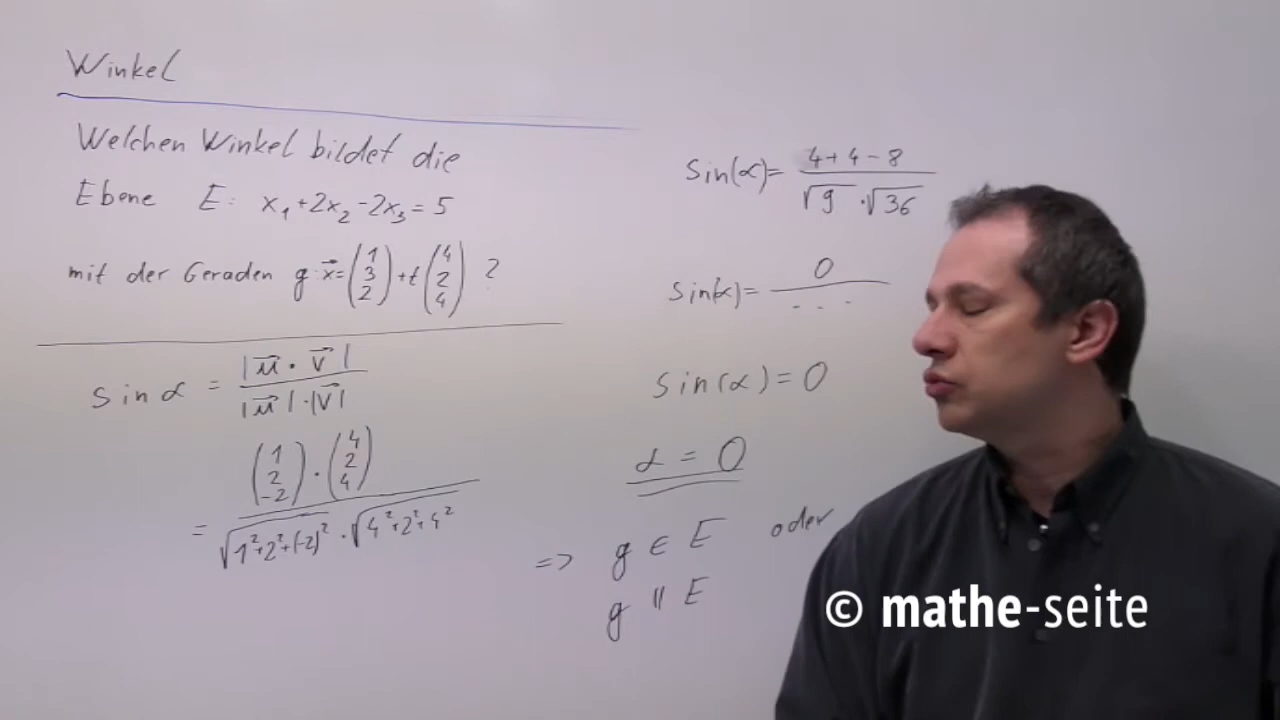 Winkel
Welchen Winkel bildet die
Ebene E: x₁+2x₂-2x₃=5
mit der Geraden g: x⃗=(1 3 2)+t(4 2 4) ?
sin α = |u⃗ · v⃗| / |u⃗|·|v⃗|
= (1 2 -2)·(4 2 4) / √(1²+2²+(-2)²) · √(4²+2²+4²)
sin(α)= 4+4-8 / √9 · √36
sin(α)= 0 / ...
sin(α)=0
α = 0
=> g ∈ E oder
g || E
© mathe-seite